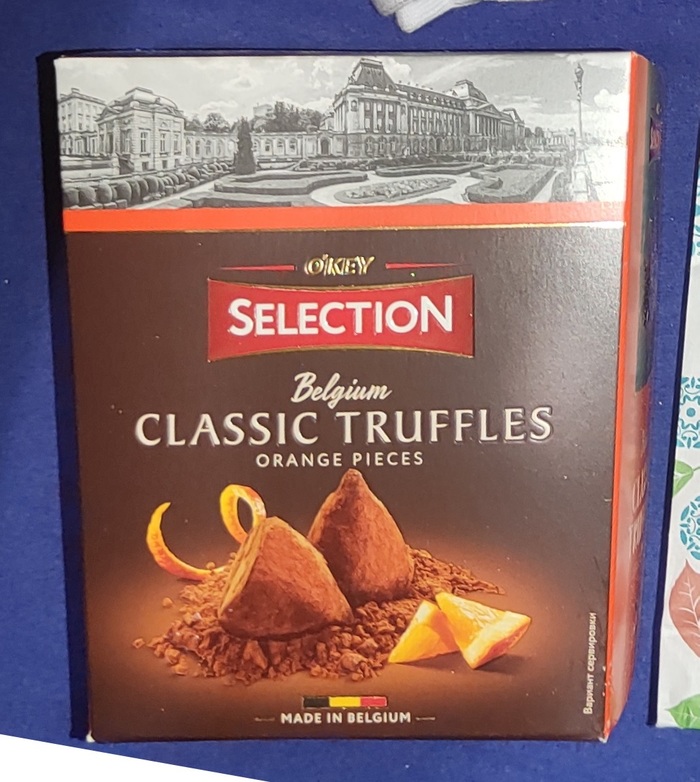 O'KEY
SELECTION
Belgium
CLASSIC TRUFFLES
ORANGE PIECES
MADE IN BELGIUM
Вариант сервировки